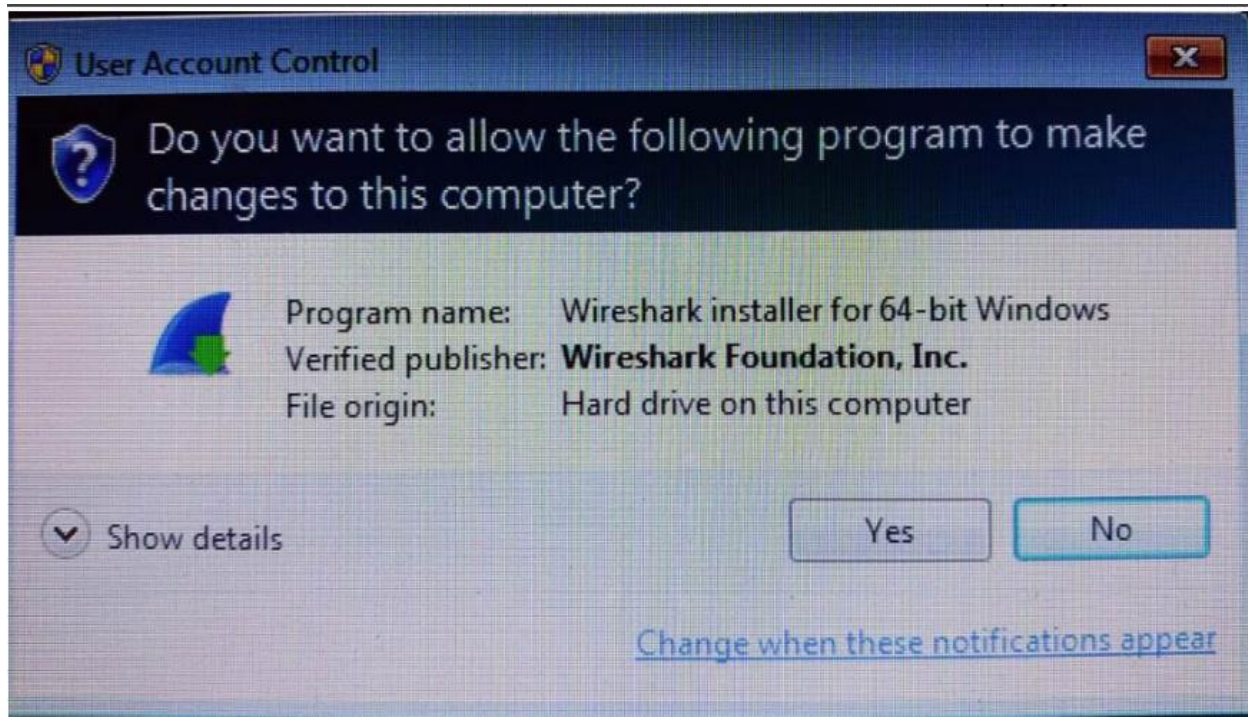 User Account Control
Do you want to allow the following program to make
changes to this computer?
Program name: Wireshark installer for 64-bit Windows
Verified publisher: Wireshark Foundation, Inc.
File origin: Hard drive on this computer
Show details
Yes
No
Change when these notifications appear